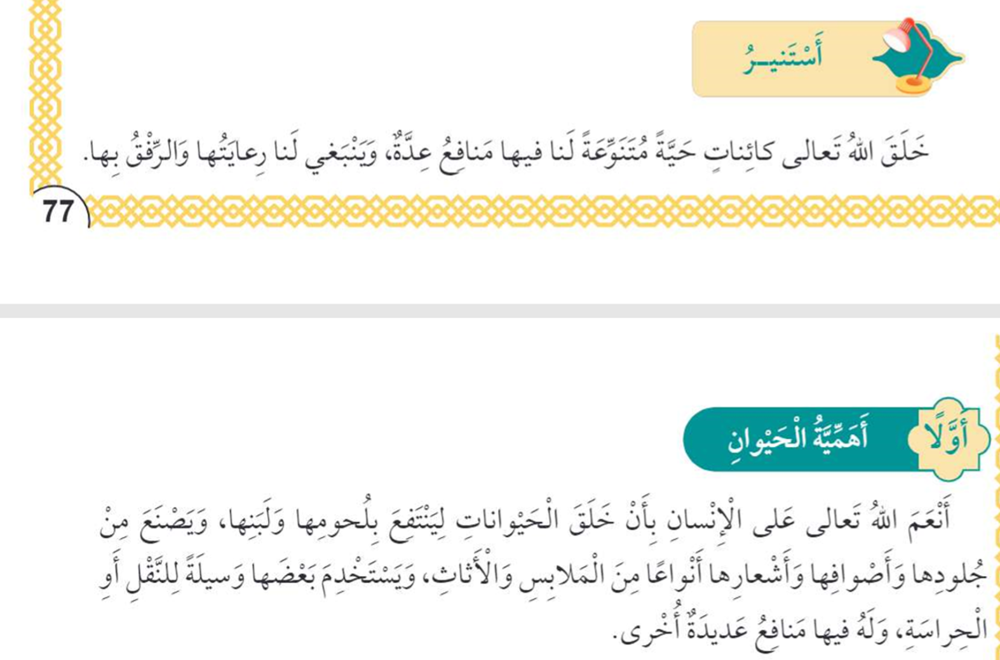 أَسْتَنيـرُ
خَلَقَ اللهُ تَعالى كائِناتٍ حَيَّةً مُتَنَوِّعَةً لَنا فيها مَنافِعُ عِدَّةٌ، وَيَنْبَغي لَنا رِعايَتُها وَالرِّفْقُ بِها.
77
أَوَّلًا أَهَمِّيَّةُ الْحَيْوانِ
أَنْعَمَ اللهُ تَعالى عَلى الْإِنْسانِ بِأَنْ خَلَقَ الْحَيْواناتِ لِيَنْتَفِعَ بِلُحومِها وَلَبَنِها، وَيَصْنَعَ مِنْ
جُلودِها وَأَصْوافِها وَأَشْعارِها أَنْواعًا مِنَ الْمَلابِسِ وَالْأَثاثِ، وَيَسْتَخْدِمَ بَعْضَها وَسيلَةً لِلنَّقْلِ أَوِ
الْحِراسَةِ، وَلَهُ فيها مَنافِعُ عَديدَةٌ أُخْرى.